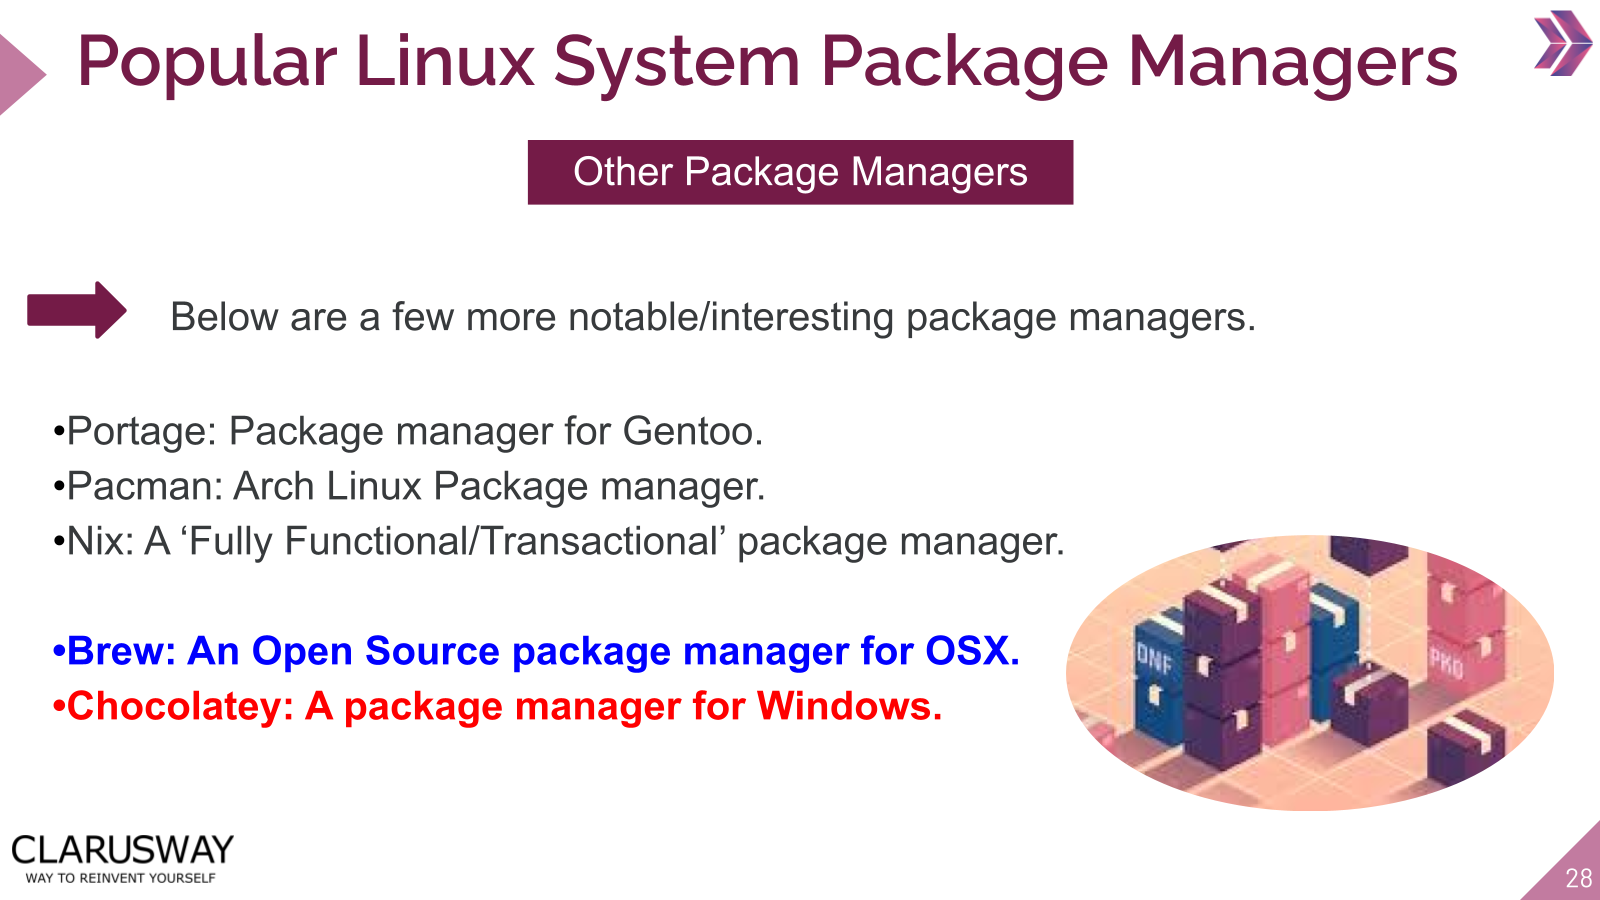 Popular Linux System Package Managers
Other Package Managers
Below are a few more notable/interesting package managers.
•Portage: Package manager for Gentoo.
•Pacman: Arch Linux Package manager.
•Nix: A ‘Fully Functional/Transactional’ package manager.
•Brew: An Open Source package manager for OSX.
•Chocolatey: A package manager for Windows.
DNF
PKG
CLARUSWAY
WAY TO REINVENT YOURSELF
28